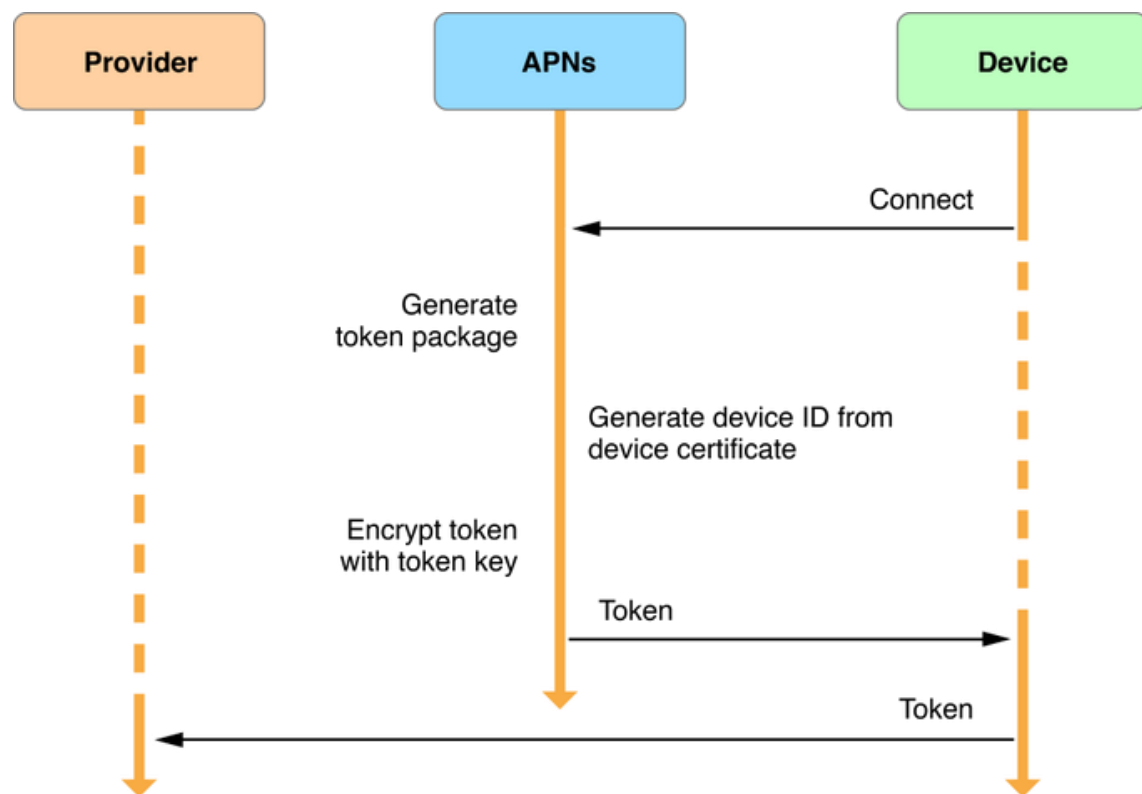 Provider
APNs
Device
Connect
Generate
token package
Generate device ID from
device certificate
Encrypt token
with token key
Token
Token